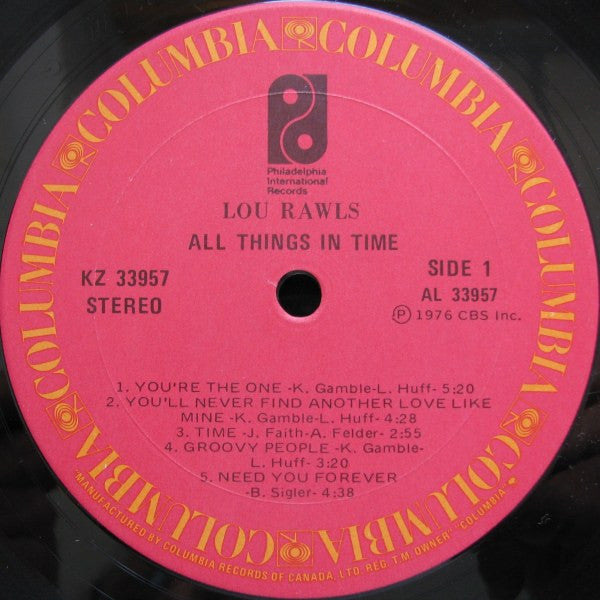 COLUMBIA COLUMBIA COLUMBIA COLUMBIA COLUMBIA COLUMBIA COLUMBIA COLUMBIA
Philadelphia
International
Records
LOU RAWLS
ALL THINGS IN TIME
KZ 33957
STEREO
SIDE 1
AL 33957
Ⓟ 1976 CBS Inc.
1. YOU'RE THE ONE -K. Gamble-L. Huff- 5:20
2. YOU'LL NEVER FIND ANOTHER LOVE LIKE
MINE -K. Gamble-L. Huff- 4:28
3. TIME -J. Faith-A. Felder- 2:55
4. GROOVY PEOPLE -K. Gamble-
L. Huff- 3:20
5. NEED YOU FOREVER
-B. Sigler- 4:38
"MANUFACTURED BY COLUMBIA RECORDS OF CANADA, LTD. REG. T.M. OWNER" "COLUMBIA"